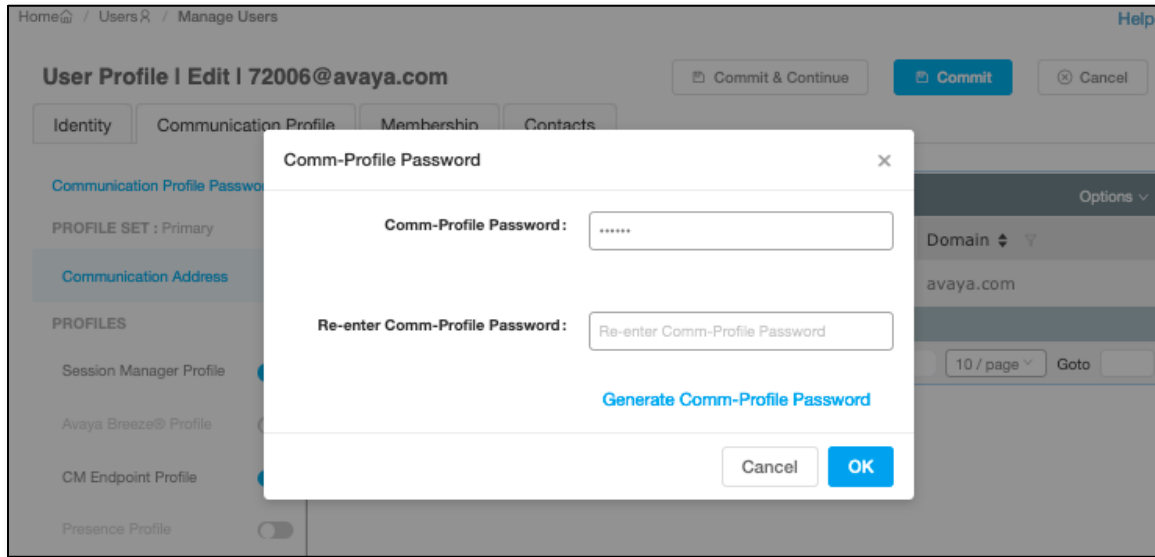 Home / Users / Manage Users
Help
User Profile | Edit | 72006@avaya.com
Commit & Continue
Commit
Cancel
Identity
Communication Profile
Membership
Contacts
Comm-Profile Password
Communication Profile Passwo
Options
PROFILE SET : Primary
Comm-Profile Password :
••••••
Domain
Communication Address
avaya.com
PROFILES
Re-enter Comm-Profile Password :
Re-enter Comm-Profile Password
Session Manager Profile
10 / page
Goto
Generate Comm-Profile Password
Avaya Breeze® Profile
CM Endpoint Profile
Cancel
OK
Presence Profile